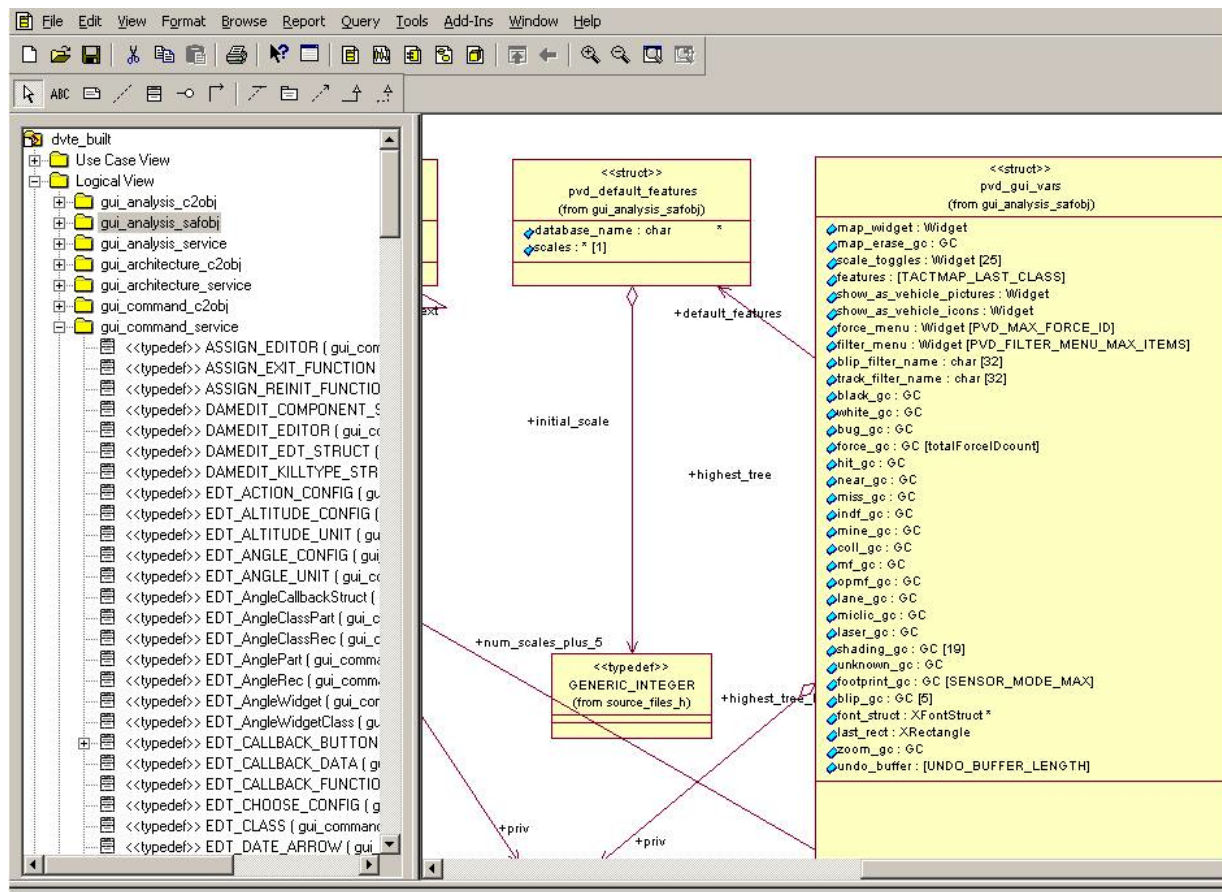 File Edit View Format Browse Report Query Tools Add-Ins Window Help
ABC
dvte_built
Use Case View
Logical View
gui_analysis_c2obj
gui_analysis_safobj
gui_analysis_service
gui_architecture_c2obj
gui_architecture_service
gui_command_c2obj
gui_command_service
<<typedef>> ASSIGN_EDITOR ( gui_com
<<typedef>> ASSIGN_EXIT_FUNCTION
<<typedef>> ASSIGN_REINIT_FUNCTIO
<<typedef>> DAMEDIT_COMPONENT_S
<<typedef>> DAMEDIT_EDITOR ( gui_co
<<typedef>> DAMEDIT_EDT_STRUCT (
<<typedef>> DAMEDIT_KILLTYPE_STR
<<typedef>> EDT_ACTION_CONFIG ( gu
<<typedef>> EDT_ALTITUDE_CONFIG (
<<typedef>> EDT_ALTITUDE_UNIT ( gu
<<typedef>> EDT_ANGLE_CONFIG ( gui
<<typedef>> EDT_ANGLE_UNIT ( gui_co
<<typedef>> EDT_AngleCallbackStruct (
<<typedef>> EDT_AngleClassPart ( gui_c
<<typedef>> EDT_AngleClassRec ( gui_c
<<typedef>> EDT_AnglePart ( gui_comma
<<typedef>> EDT_AngleRec ( gui_comm
<<typedef>> EDT_AngleWidget ( gui_cor
<<typedef>> EDT_AngleWidgetClass ( gu
<<typedef>> EDT_CALLBACK_BUTTON
<<typedef>> EDT_CALLBACK_DATA ( g
<<typedef>> EDT_CALLBACK_FUNCTIO
<<typedef>> EDT_CHOOSE_CONFIG ( g
<<typedef>> EDT_CLASS ( gui_command
<<typedef>> EDT_DATE_ARROW ( gui_
<<struct>>
pvd_default_features
(from gui_analysis_safobj)
database_name : char *
scales : * [1]
ext
+default_features
+initial_scale
+highest_tree
+num_scales_plus_5
<<typedef>>
GENERIC_INTEGER
(from source_files_h)
+highest_tree_
+priv
+priv
<<struct>>
pvd_gui_vars
(from gui_analysis_safobj)
map_widget : Widget
map_erase_gc : GC
scale_toggles : Widget [25]
features : [TACTMAP_LAST_CLASS]
show_as_vehicle_pictures : Widget
show_as_vehicle_icons : Widget
force_menu : Widget [PVD_MAX_FORCE_ID]
filter_menu : Widget [PVD_FILTER_MENU_MAX_ITEMS]
blip_filter_name : char [32]
track_filter_name : char [32]
black_gc : GC
white_gc : GC
bug_gc : GC
force_gc : GC [totalForceIDcount]
hit_gc : GC
near_gc : GC
miss_gc : GC
indf_gc : GC
mine_gc : GC
coll_gc : GC
mf_gc : GC
opmf_gc : GC
lane_gc : GC
miclic_gc : GC
laser_gc : GC
shading_gc : GC [19]
unknown_gc : GC
footprint_gc : GC [SENSOR_MODE_MAX]
blip_gc : GC [5]
font_struct : XFontStruct *
last_rect : XRectangle
zoom_gc : GC
undo_buffer : [UNDO_BUFFER_LENGTH]